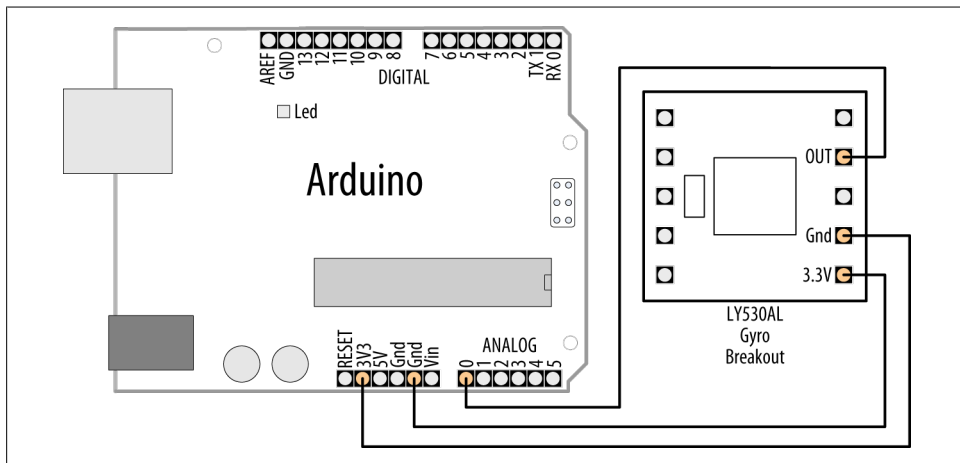 AREF
GND
13
12
11
10
9
8
7
6
5
4
3
2
TX 1
RX 0
DIGITAL
Led
Arduino
RESET
3V3
5V
Gnd
Gnd
Vin
ANALOG
0
1
2
3
4
5
OUT
Gnd
3.3V
LY530AL
Gyro
Breakout